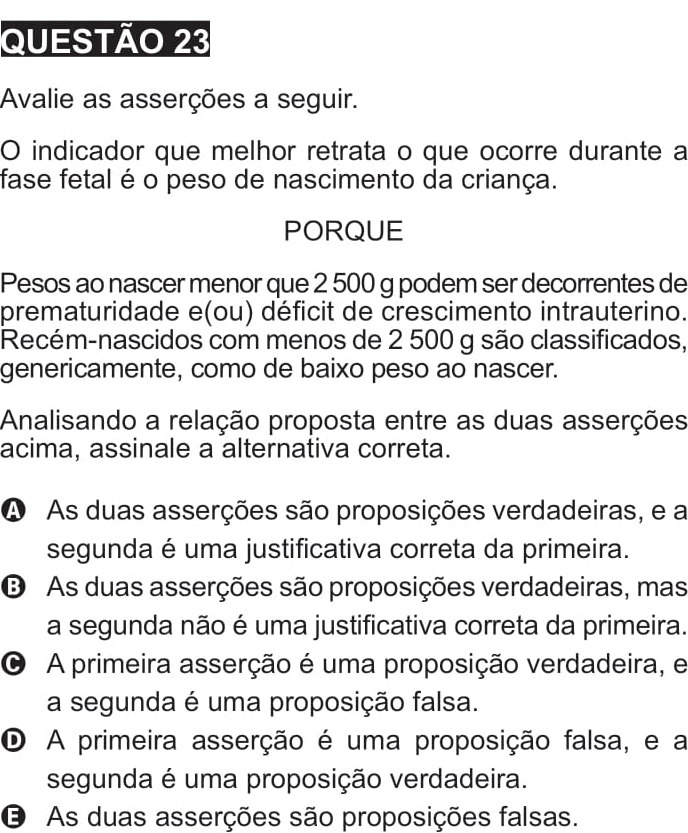 QUESTÃO 23
Avalie as asserções a seguir.
O indicador que melhor retrata o que ocorre durante a
fase fetal é o peso de nascimento da criança.
PORQUE
Pesos ao nascer menor que 2 500 g podem ser decorrentes de
prematuridade e(ou) déficit de crescimento intrauterino.
Recém-nascidos com menos de 2 500 g são classificados,
genericamente, como de baixo peso ao nascer.
Analisando a relação proposta entre as duas asserções
acima, assinale a alternativa correta.
A As duas asserções são proposições verdadeiras, e a
segunda é uma justificativa correta da primeira.
B As duas asserções são proposições verdadeiras, mas
a segunda não é uma justificativa correta da primeira.
C A primeira asserção é uma proposição verdadeira, e
a segunda é uma proposição falsa.
D A primeira asserção é uma proposição falsa, e a
segunda é uma proposição verdadeira.
E As duas asserções são proposições falsas.